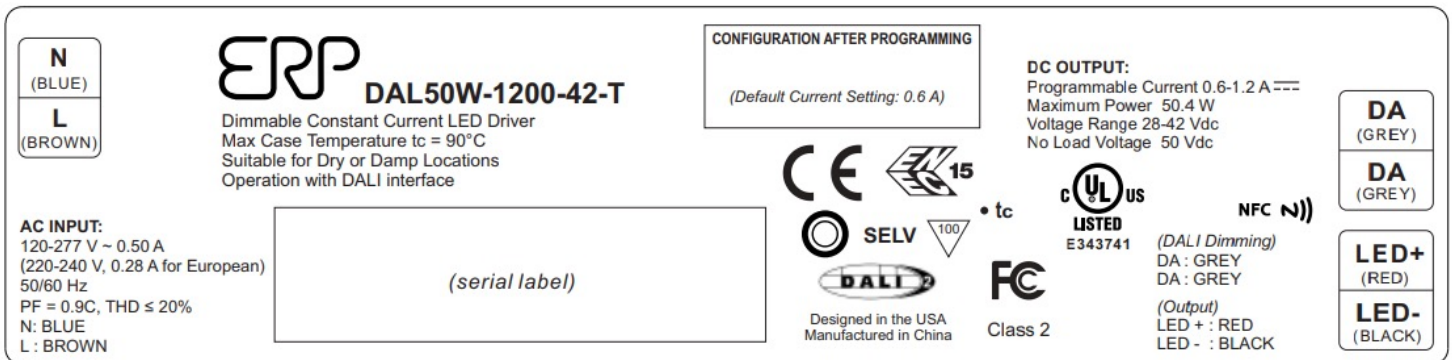 N
(BLUE)
L
(BROWN)
ERP
DAL50W-1200-42-T
Dimmable Constant Current LED Driver
Max Case Temperature tc = 90°C
Suitable for Dry or Damp Locations
Operation with DALI interface
AC INPUT:
120-277 V ~ 0.50 A
(220-240 V, 0.28 A for European)
50/60 Hz
PF = 0.9C, THD ≤ 20%
N: BLUE
L : BROWN
(serial label)
CONFIGURATION AFTER PROGRAMMING
(Default Current Setting: 0.6 A)
CE
ENEC 15
SELV
100
• tc
DALI 2
Designed in the USA
Manufactured in China
FC
Class 2
DC OUTPUT:
Programmable Current 0.6-1.2 A ⎓
Maximum Power 50.4 W
Voltage Range 28-42 Vdc
No Load Voltage 50 Vdc
C UL US
LISTED
E343741
NFC
(DALI Dimming)
DA : GREY
DA : GREY
(Output)
LED + : RED
LED - : BLACK
DA
(GREY)
DA
(GREY)
LED+
(RED)
LED-
(BLACK)